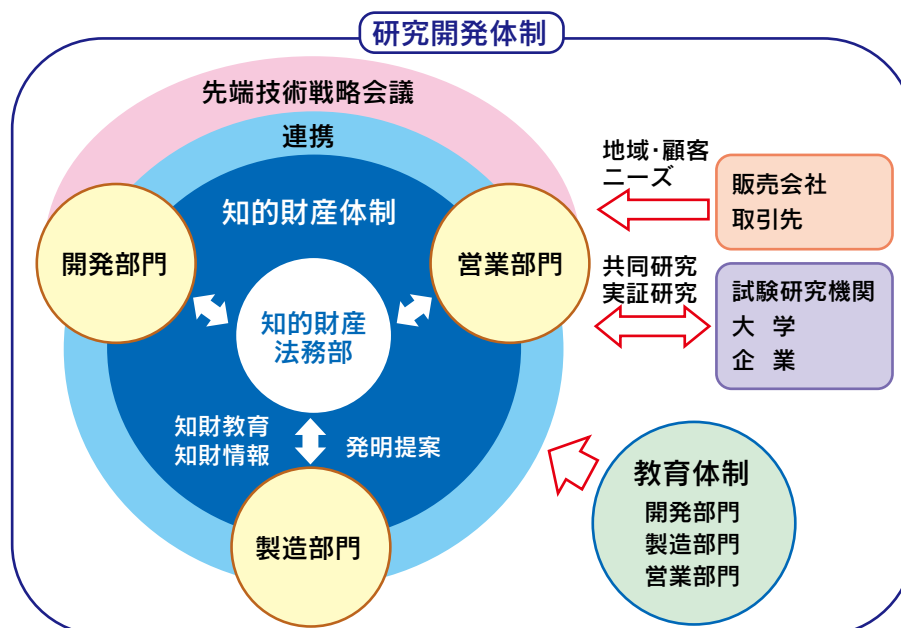 研究開発体制
先端技術戦略会議
連携
知的財産体制
開発部門
営業部門
知的財産
法務部
知財教育
知財情報
発明提案
製造部門
地域・顧客
ニーズ
販売会社
取引先
共同研究
実証研究
試験研究機関
大 学
企 業
教育体制
開発部門
製造部門
営業部門